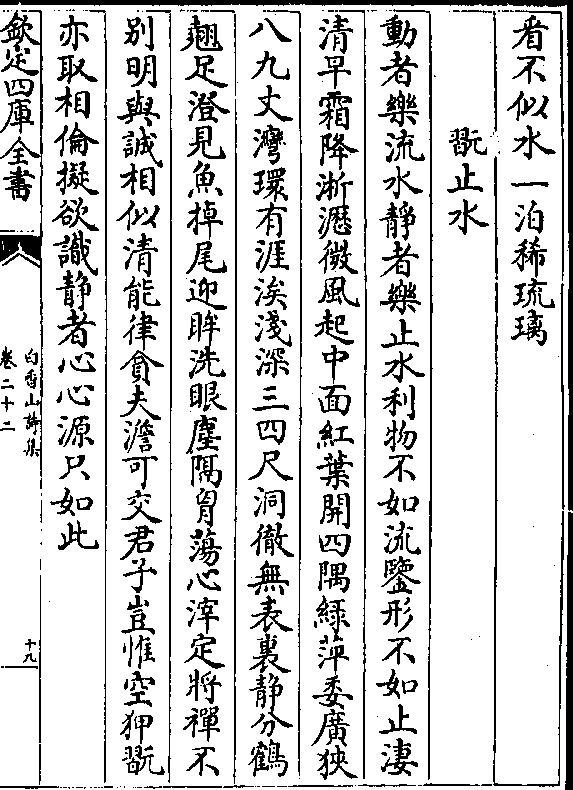 看不似水一泊稀琉璃
翫止水
動者樂流水靜者樂止水利物不如流鑒形不如止淒
清早霜降淅瀝微風起中面紅葉開四隅緑萍委廣狹
八九丈灣環有涯涘淺深三四尺洞徹無表裏静分鶴
翹足澄見魚掉尾迎眸洗眼塵隔胷蕩心滓定將禪不
别明與誠相似清能律貪夫澹可交君子豈惟空狎翫
亦取相倫擬欲識静者心心源只如此
欽定四庫全書
白香山詩集
卷二十二
十九